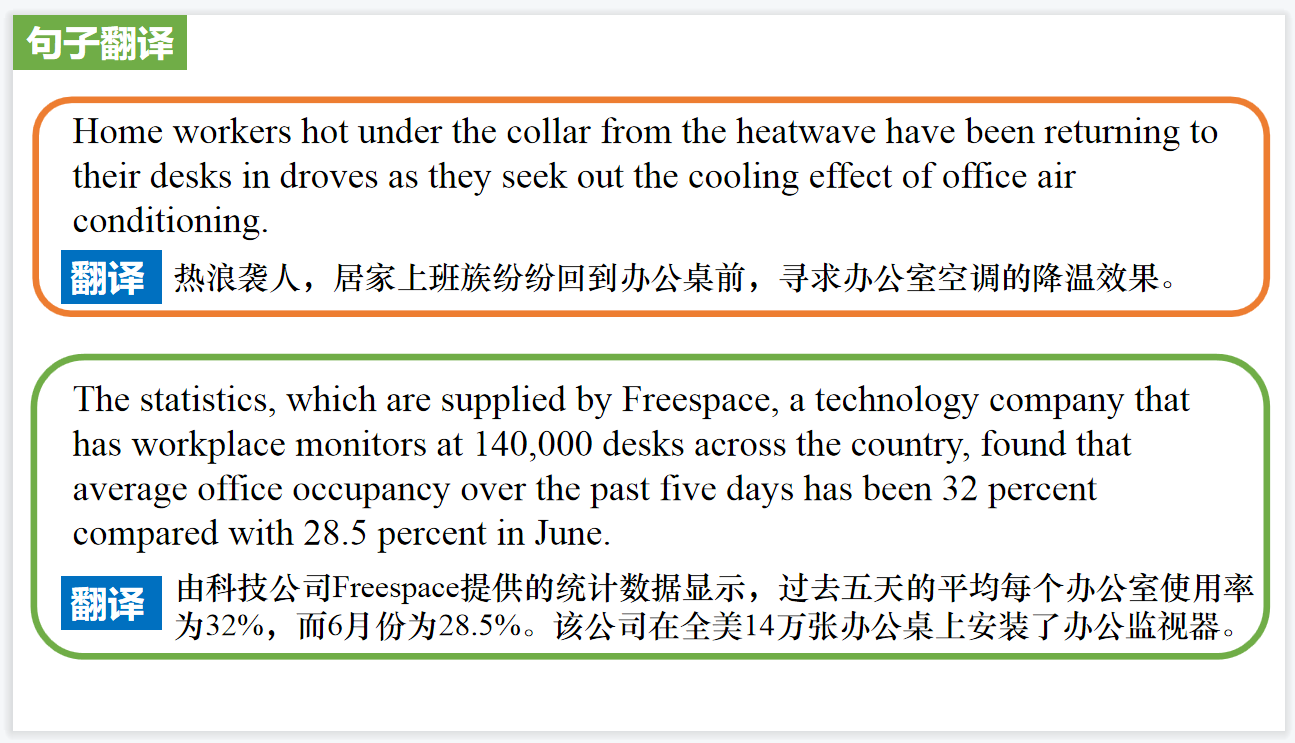 句子翻译
Home workers hot under the collar from the heatwave have been returning to
their desks in droves as they seek out the cooling effect of office air
conditioning.
翻译 热浪袭人，居家上班族纷纷回到办公桌前，寻求办公室空调的降温效果。
The statistics, which are supplied by Freespace, a technology company that
has workplace monitors at 140,000 desks across the country, found that
average office occupancy over the past five days has been 32 percent
compared with 28.5 percent in June.
翻译
由科技公司Freespace提供的统计数据显示，过去五天的平均每个办公室使用率
为32%，而6月份为28.5%。该公司在全美14万张办公桌上安装了办公监视器。